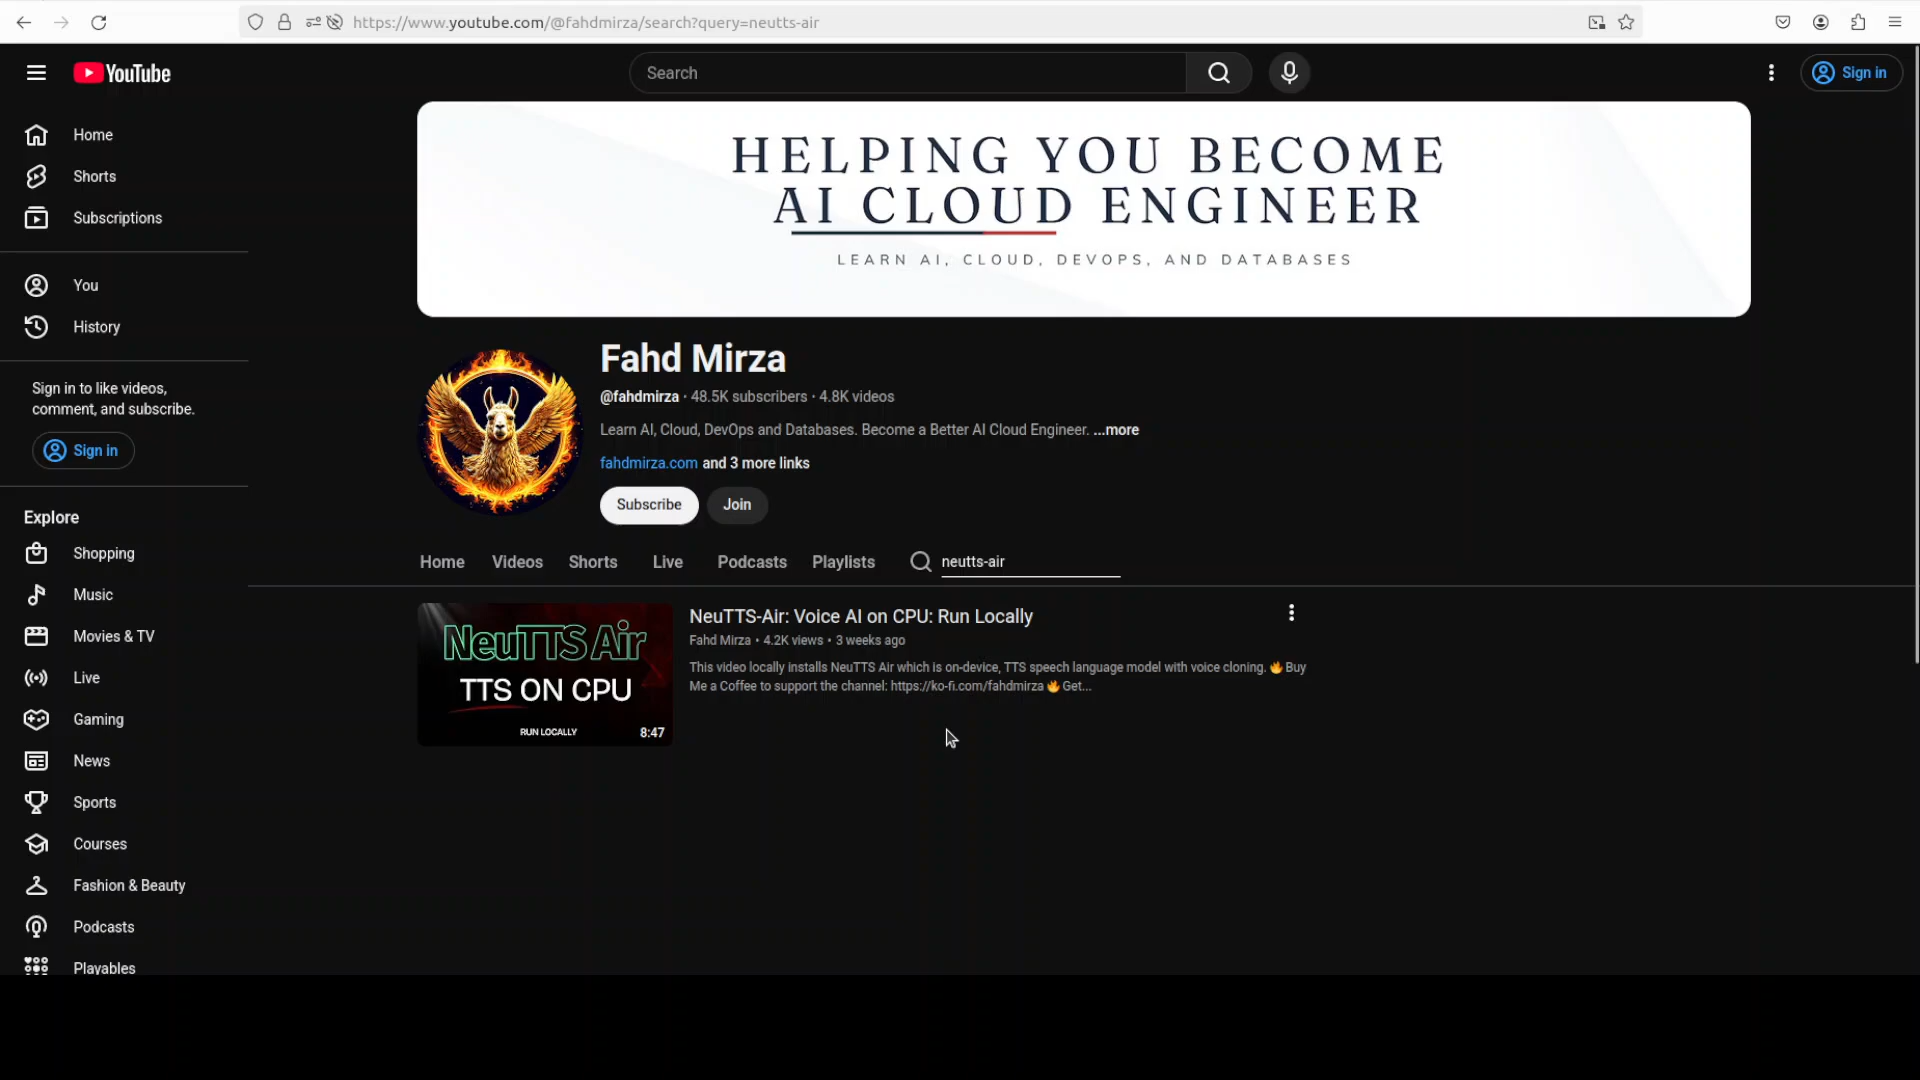 https://www.youtube.com/@fahdmirza/search?query=neutts-air
YouTube
Search
Sign in
Home
Shorts
Subscriptions
You
History
Sign in to like videos,
comment, and subscribe.
Sign in
Explore
Shopping
Music
Movies & TV
Live
Gaming
News
Sports
Courses
Fashion & Beauty
Podcasts
Playables
HELPING YOU BECOME
AI CLOUD ENGINEER
LEARN AI, CLOUD, DEVOPS, AND DATABASES
Fahd Mirza
@fahdmirza · 48.5K subscribers · 4.8K videos
Learn AI, Cloud, DevOps and Databases. Become a Better AI Cloud Engineer. ...more
fahdmirza.com and 3 more links
Subscribe
Join
Home Videos Shorts Live Podcasts Playlists neutts-air
NeuTTS Air
TTS ON CPU
RUN LOCALLY
8:47
NeuTTS-Air: Voice AI on CPU: Run Locally
Fahd Mirza • 4.2K views • 3 weeks ago
This video locally installs NeuTTS Air which is on-device, TTS speech language model with voice cloning. 🔥Buy
Me a Coffee to support the channel: https://ko-fi.com/fahdmirza 🔥Get...